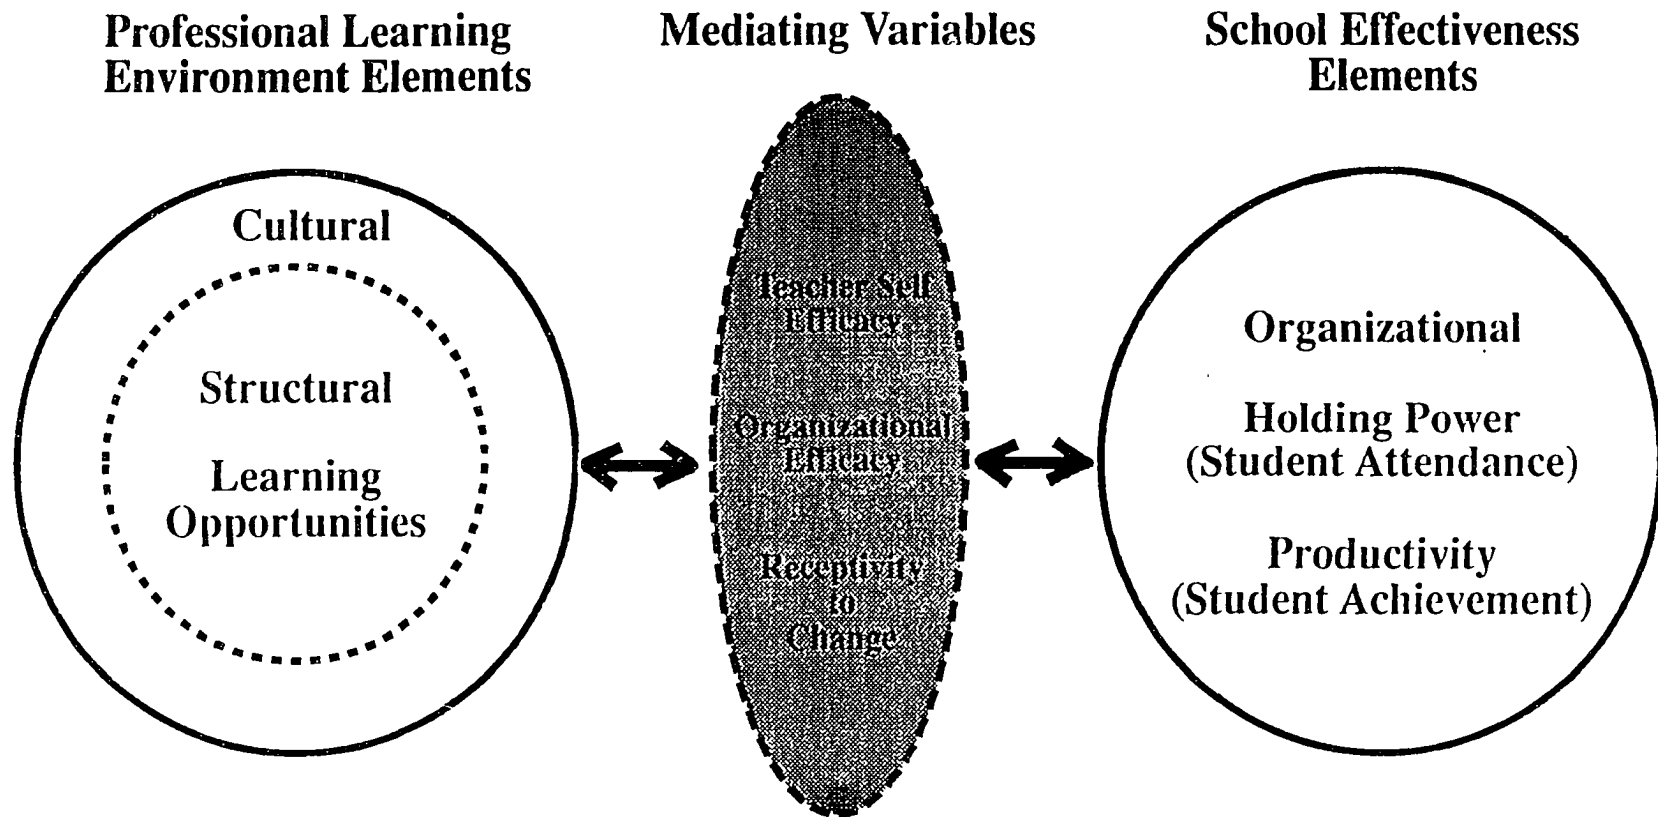 Professional Learning
Environment Elements
Mediating Variables
School Effectiveness
Elements
Cultural
Structural
Learning
Opportunities
Teacher Self
Efficacy
Organizational
Efficacy
Receptivity
to
Change
Organizational
Holding Power
(Student Attendance)
Productivity
(Student Achievement)